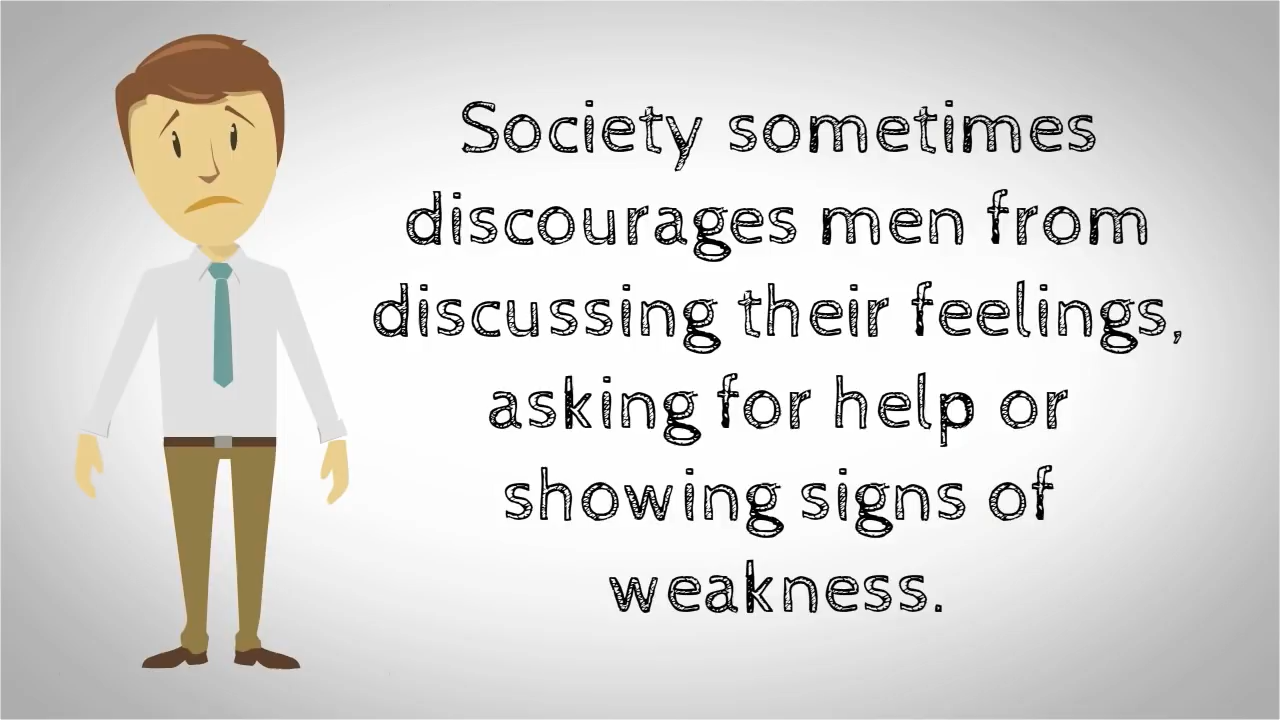 Society sometimes
discourages men from
discussing their feelings,
asking for help or
showing signs of
weakness.